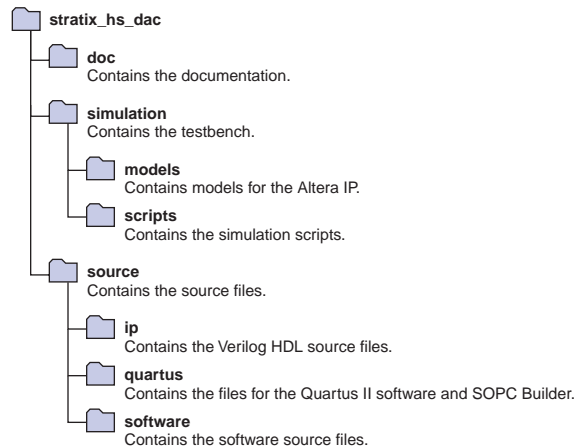 stratix_hs_dac
doc
Contains the documentation.
simulation
Contains the testbench.
models
Contains models for the Altera IP.
scripts
Contains the simulation scripts.
source
Contains the source files.
ip
Contains the Verilog HDL source files.
quartus
Contains the files for the Quartus II software and SOPC Builder.
software
Contains the software source files.